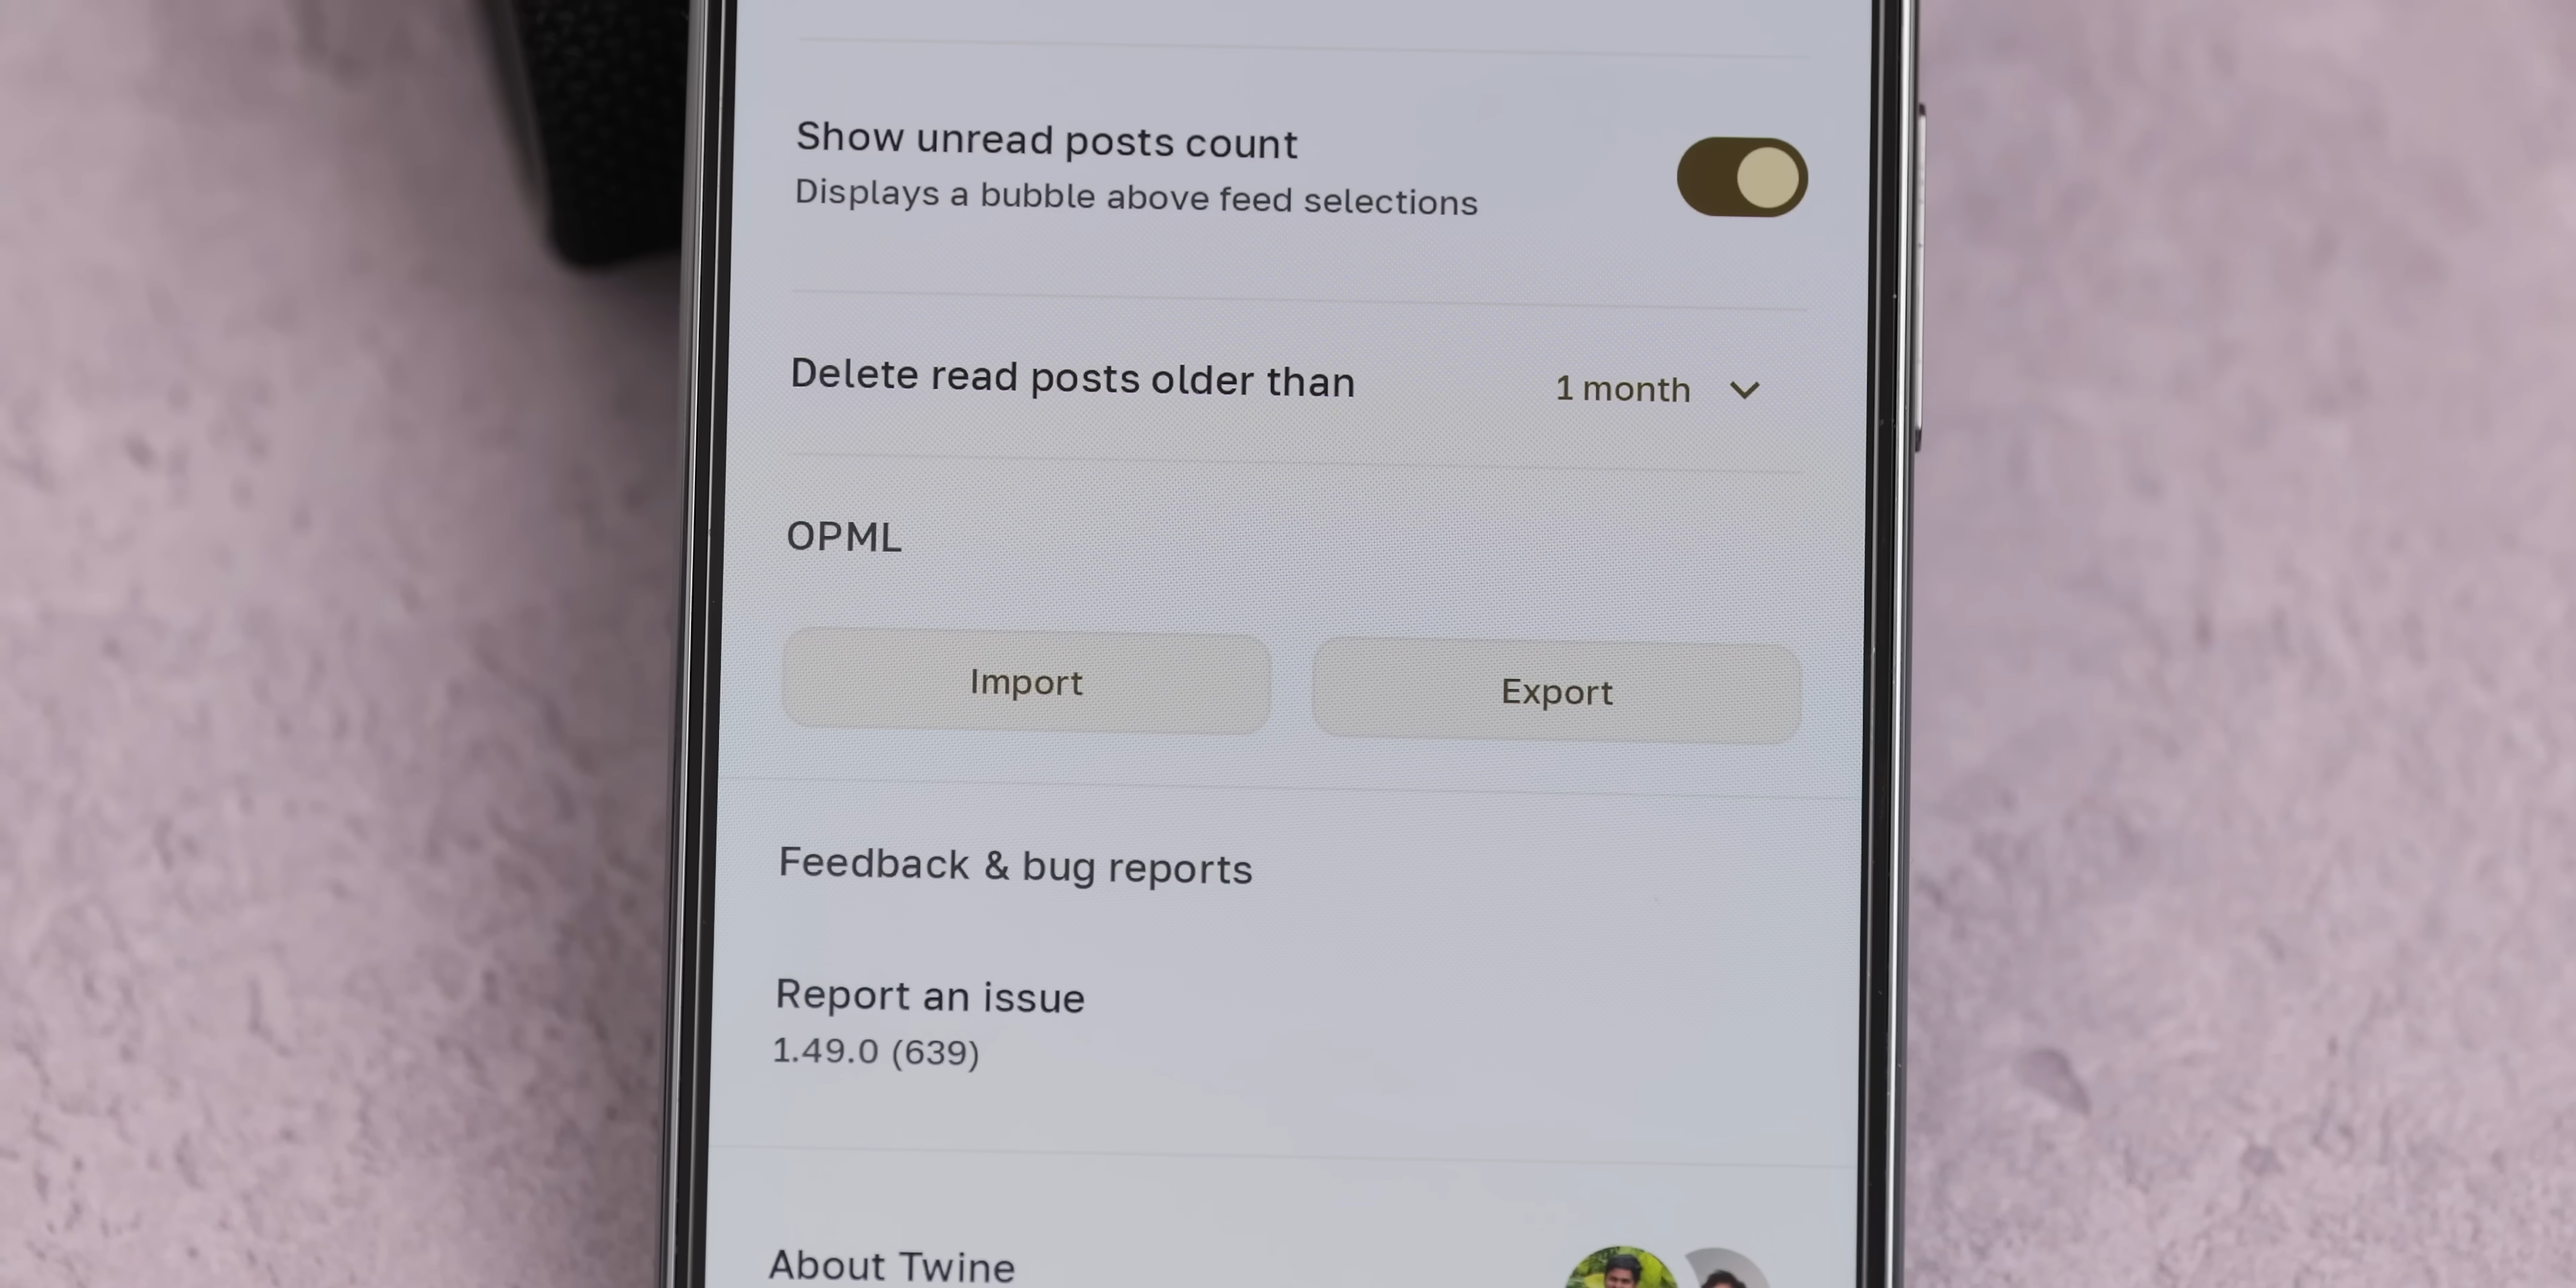 Show unread posts count
Displays a bubble above feed selections
Delete read posts older than
1 month
OPML
Import
Export
Feedback & bug reports
Report an issue
1.49.0 (639)
About Twine